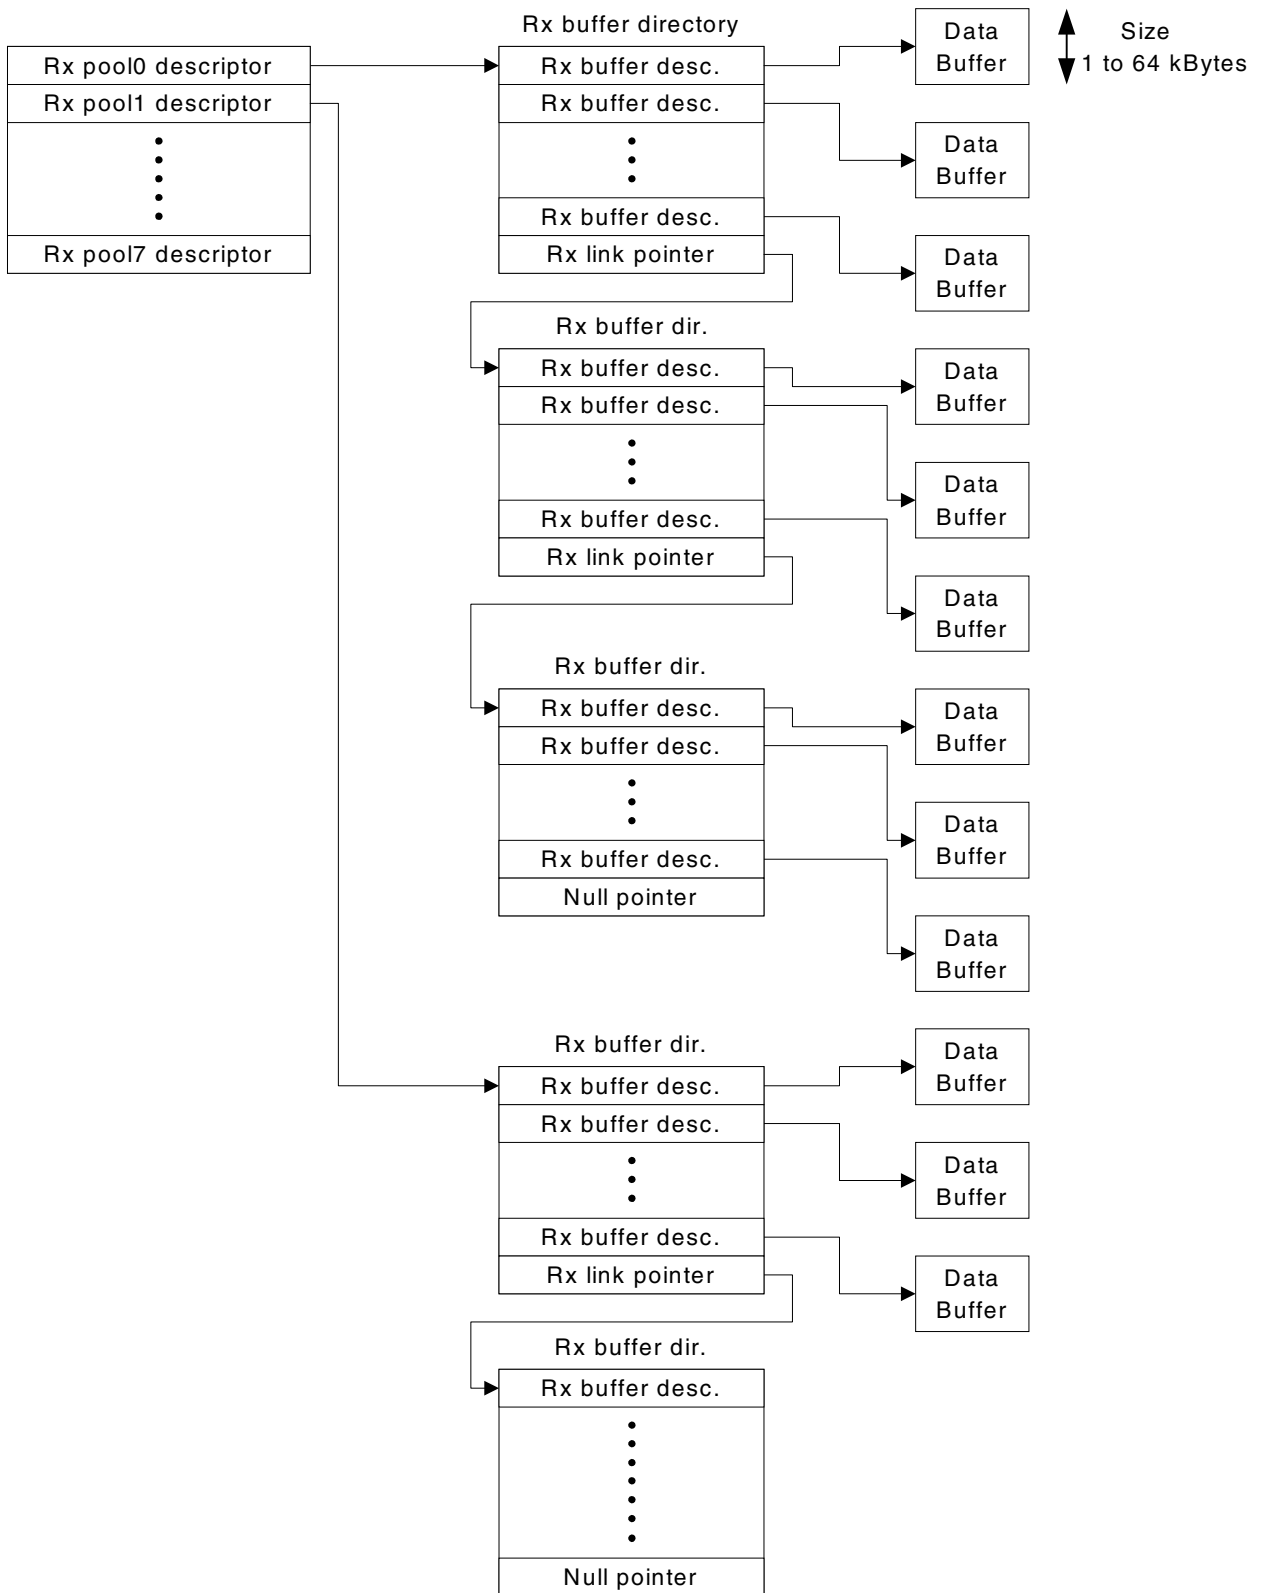 Rx buffer directory
Rx pool0 descriptor
Rx pool1 descriptor
Rx pool7 descriptor
Rx buffer desc.
Rx buffer desc.
Rx buffer desc.
Rx link pointer
Data
Buffer
Size
1 to 64 kBytes
Data
Buffer
Data
Buffer
Rx buffer dir.
Rx buffer desc.
Rx buffer desc.
Rx buffer desc.
Rx link pointer
Data
Buffer
Data
Buffer
Data
Buffer
Rx buffer dir.
Rx buffer desc.
Rx buffer desc.
Rx buffer desc.
Null pointer
Data
Buffer
Data
Buffer
Data
Buffer
Rx buffer dir.
Rx buffer desc.
Rx buffer desc.
Rx buffer desc.
Rx link pointer
Data
Buffer
Data
Buffer
Data
Buffer
Rx buffer dir.
Rx buffer desc.
Null pointer